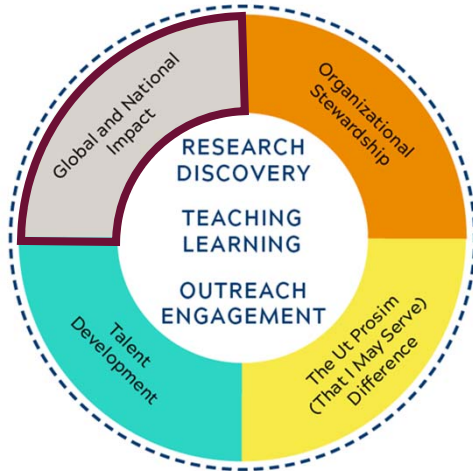 Global and National
Impact
Organizational
Stewardship
RESEARCH
DISCOVERY
TEACHING
LEARNING
OUTREACH
ENGAGEMENT
Talent
Development
The Ut Prosim
(That I May Serve)
Difference